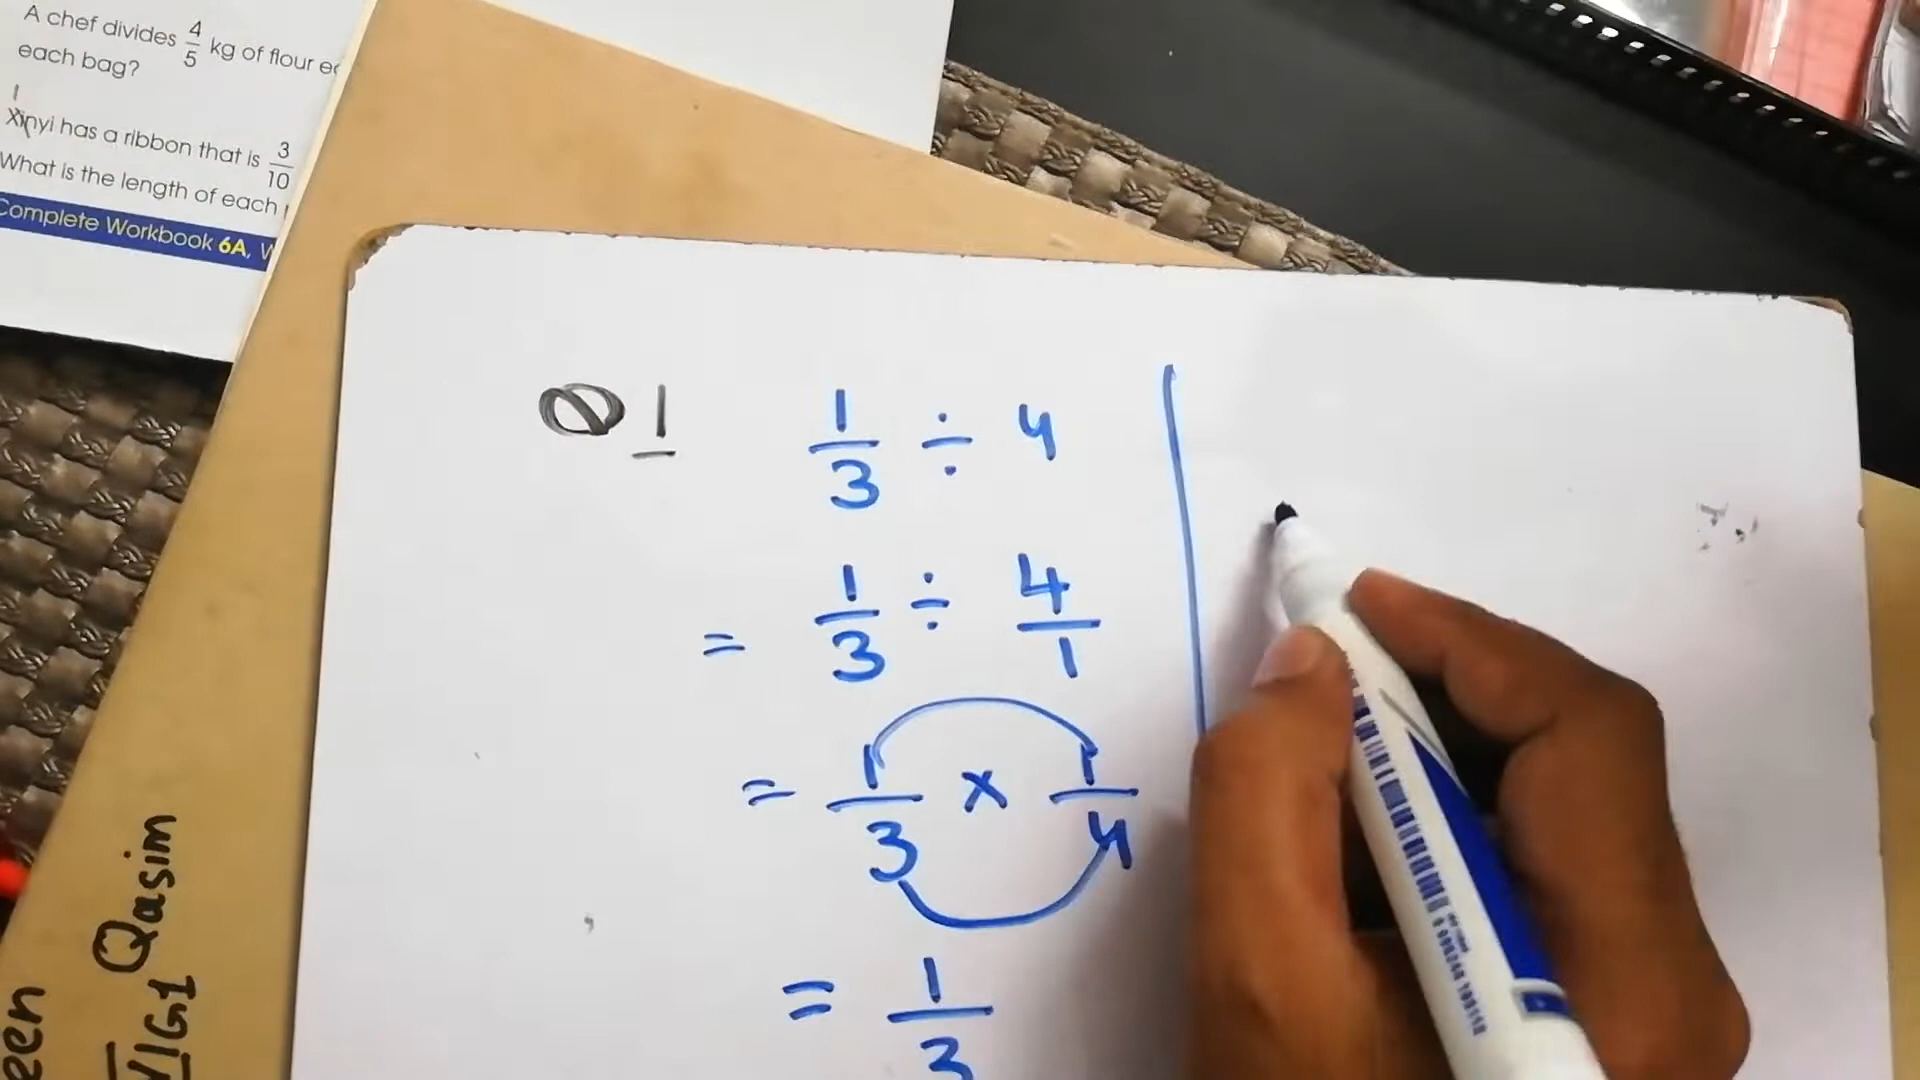 A chef divides 4/5 kg of flour
each bag?
1
Xinyi has a ribbon that is 3/10
What is the length of each
Complete Workbook 6A,
Q1
1/3 ÷ 4
= 1/3 ÷ 4/1
= 1/3 × 1/4
= 1/3
Qasim
VIG1